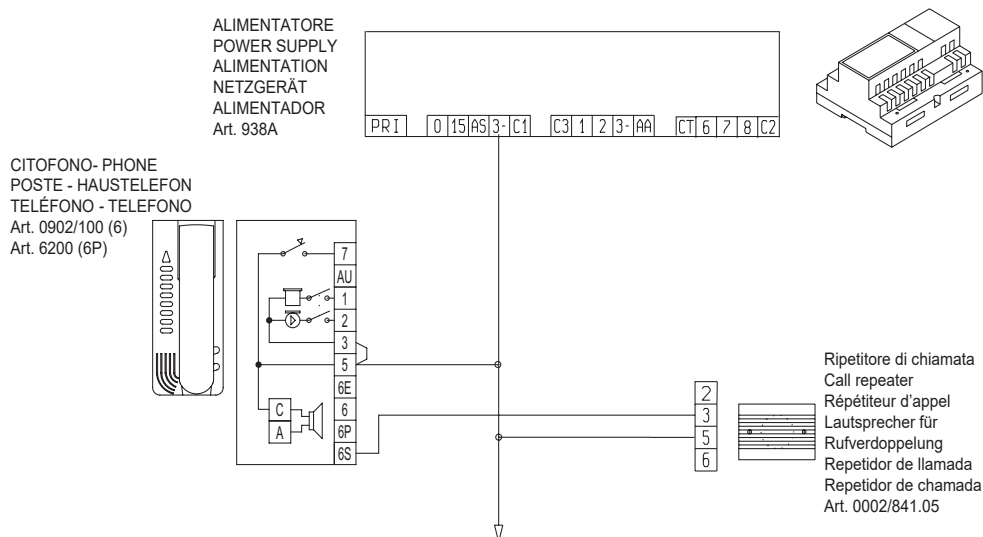 ALIMENTATORE
POWER SUPPLY
ALIMENTATION
NETZGERÄT
ALIMENTADOR
Art. 938A
PRI 0 15 AS 3- C1 C3 1 2 3- AA CT 6 7 8 C2
CITOFONO- PHONE
POSTE - HAUSTELEFON
TELÉFONO - TELEFONO
Art. 0902/100 (6)
Art. 6200 (6P)
7
AU
1
2
3
5
6E
6
6P
6S
C
A
2
3
5
6
Ripetitore di chiamata
Call repeater
Répétiteur d'appel
Lautsprecher für
Rufverdoppelung
Repetidor de llamada
Repetidor de chamada
Art. 0002/841.05